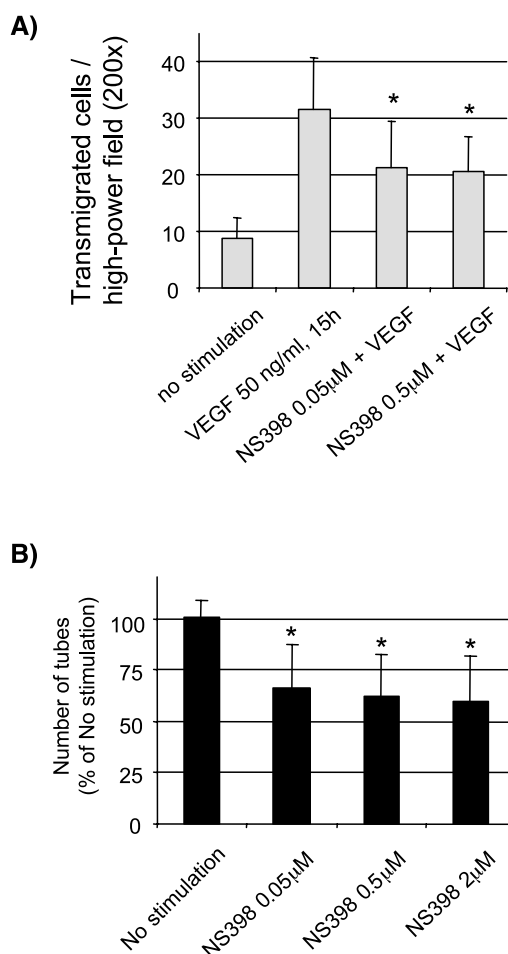 A)
Transmigrated cells /
high-power field (200x)
40
30
20
10
0
*
*
no stimulation
VEGF 50 ng/ml, 15h
NS398 0.05μM + VEGF
NS398 0.5μM + VEGF
B)
Number of tubes
(% of No stimulation)
100
75
50
25
0
*
*
*
No stimulation
NS398 0.05μM
NS398 0.5μM
NS398 2μM